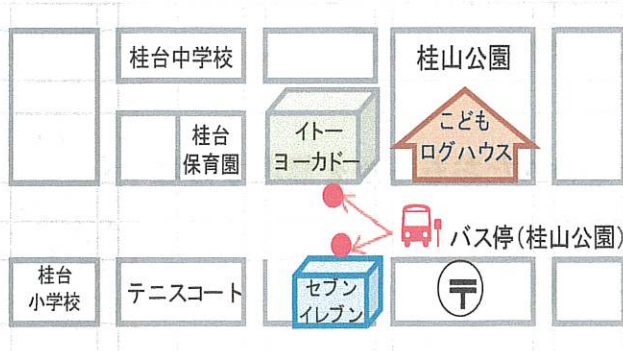 桂台中学校
桂山公園
桂台
保育園
イトー
ヨーカドー
こども
ログハウス
バス停(桂山公園)
桂台
小学校
テニスコート
セブン
イレブン
〒